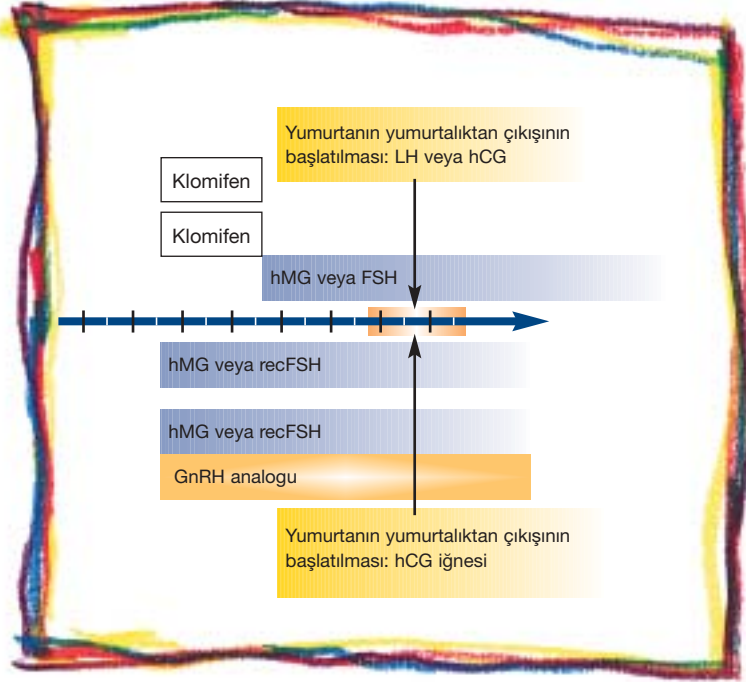 Yumurtanın yumurtalıktan çıkışının
başlatılması: LH veya hCG
Klomifen
Klomifen
hMG veya FSH
hMG veya recFSH
hMG veya recFSH
GnRH analogu
Yumurtanın yumurtalıktan çıkışının
başlatılması: hCG iğnesi